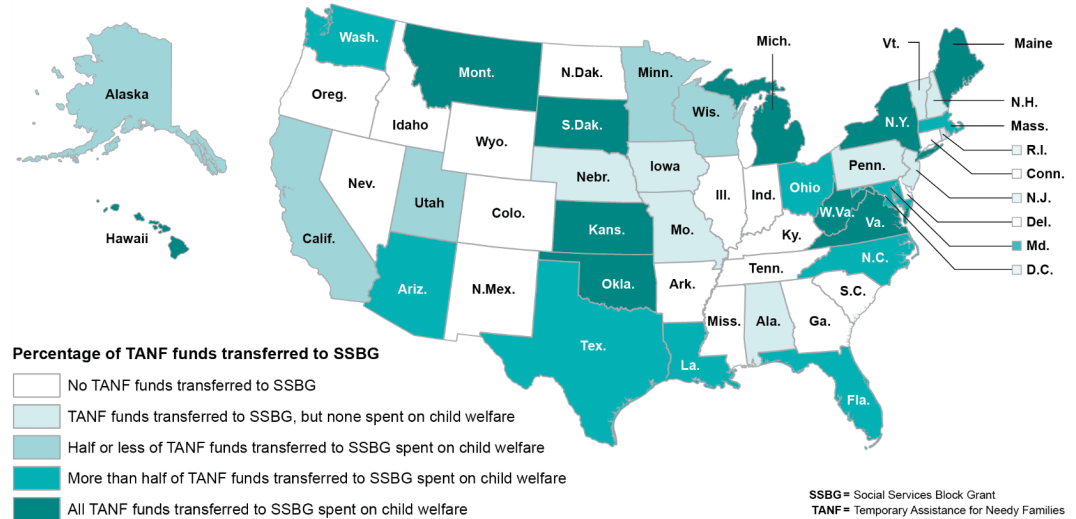 Mich.
Vt.
Maine
Wash.
Mont.
N.Dak.
Minn.
Alaska
Oreg.
Idaho
S.Dak.
Wis.
N.Y.
N.H.
Mass.
R.I.
Wyo.
Nebr.
Iowa
Penn.
Conn.
Nev.
Utah
Colo.
Ill.
Ind.
Ohio
N.J.
Hawaii
Calif.
Kans.
Mo.
W.Va.
Va.
Del.
Ky.
Md.
N.C.
D.C.
Ariz.
N.Mex.
Okla.
Ark.
Tenn.
S.C.
Miss.
Ala.
Ga.
Tex.
La.
Fla.
Percentage of TANF funds transferred to SSBG
No TANF funds transferred to SSBG
TANF funds transferred to SSBG, but none spent on child welfare
Half or less of TANF funds transferred to SSBG spent on child welfare
More than half of TANF funds transferred to SSBG spent on child welfare
All TANF funds transferred to SSBG spent on child welfare
SSBG = Social Services Block Grant
TANF = Temporary Assistance for Needy Families